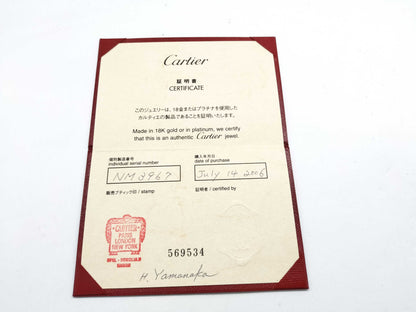 Cartier
証明書
CERTIFICATE
このジュエリーは、18金またはプラチナを使用した
カルティエの製品であることを証明いたします。
Made in 18K gold or in platinum, we certify
that this is an authentic Cartier jewel.
個別製品番号
individual serial number
NM3967
購入年月日
date of purchase
July 14 2006
販売ブティック印 / stamp
証明者 / certified by
CARTIER
PARIS
LONDON
NEW YORK
569534
H. Yamanaka